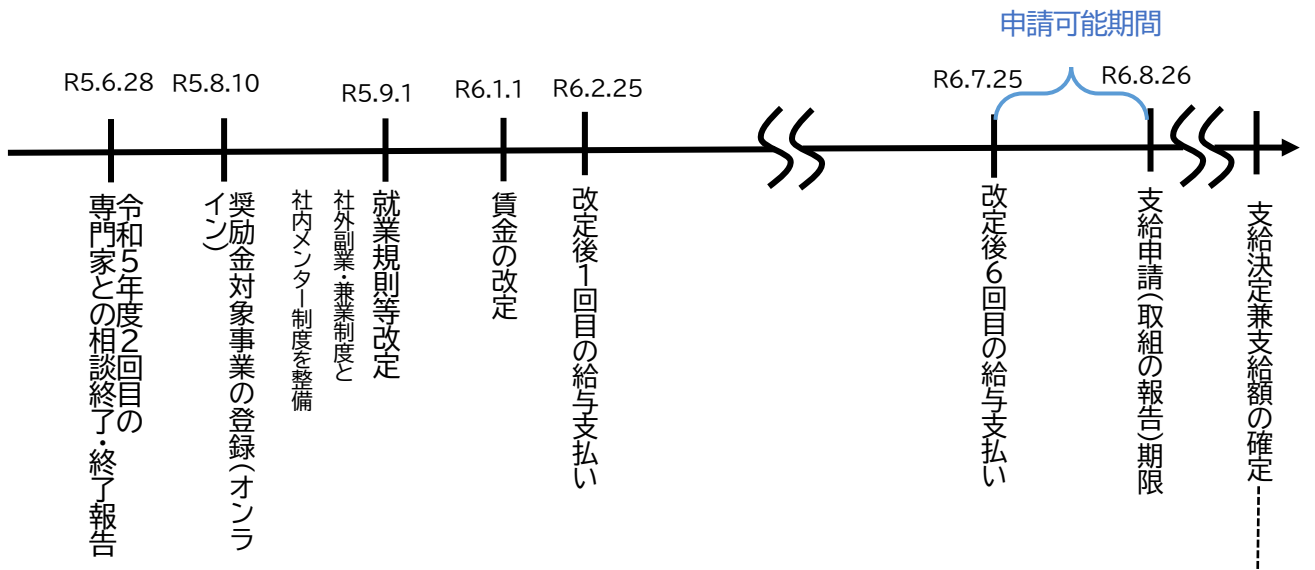 申請可能期間
R5.6.28
R5.8.10
R5.9.1
R6.1.1
R6.2.25
R6.7.25
R6.8.26
令和5年度2回目の
専門家との相談終了・終了報告
奨励金対象事業の登録(オンラ
イン)
就業規則等改定
社外副業・兼業制度と
社内メンター制度を整備
賃金の改定
改定後1回目の給与支払い
改定後6回目の給与支払い
支給申請(取組の報告)期限
支給決定兼支給額の確定